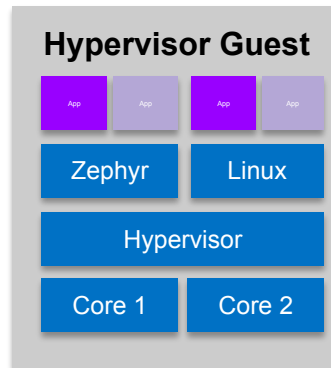 Hypervisor Guest
App App App App
Zephyr Linux
Hypervisor
Core 1 Core 2